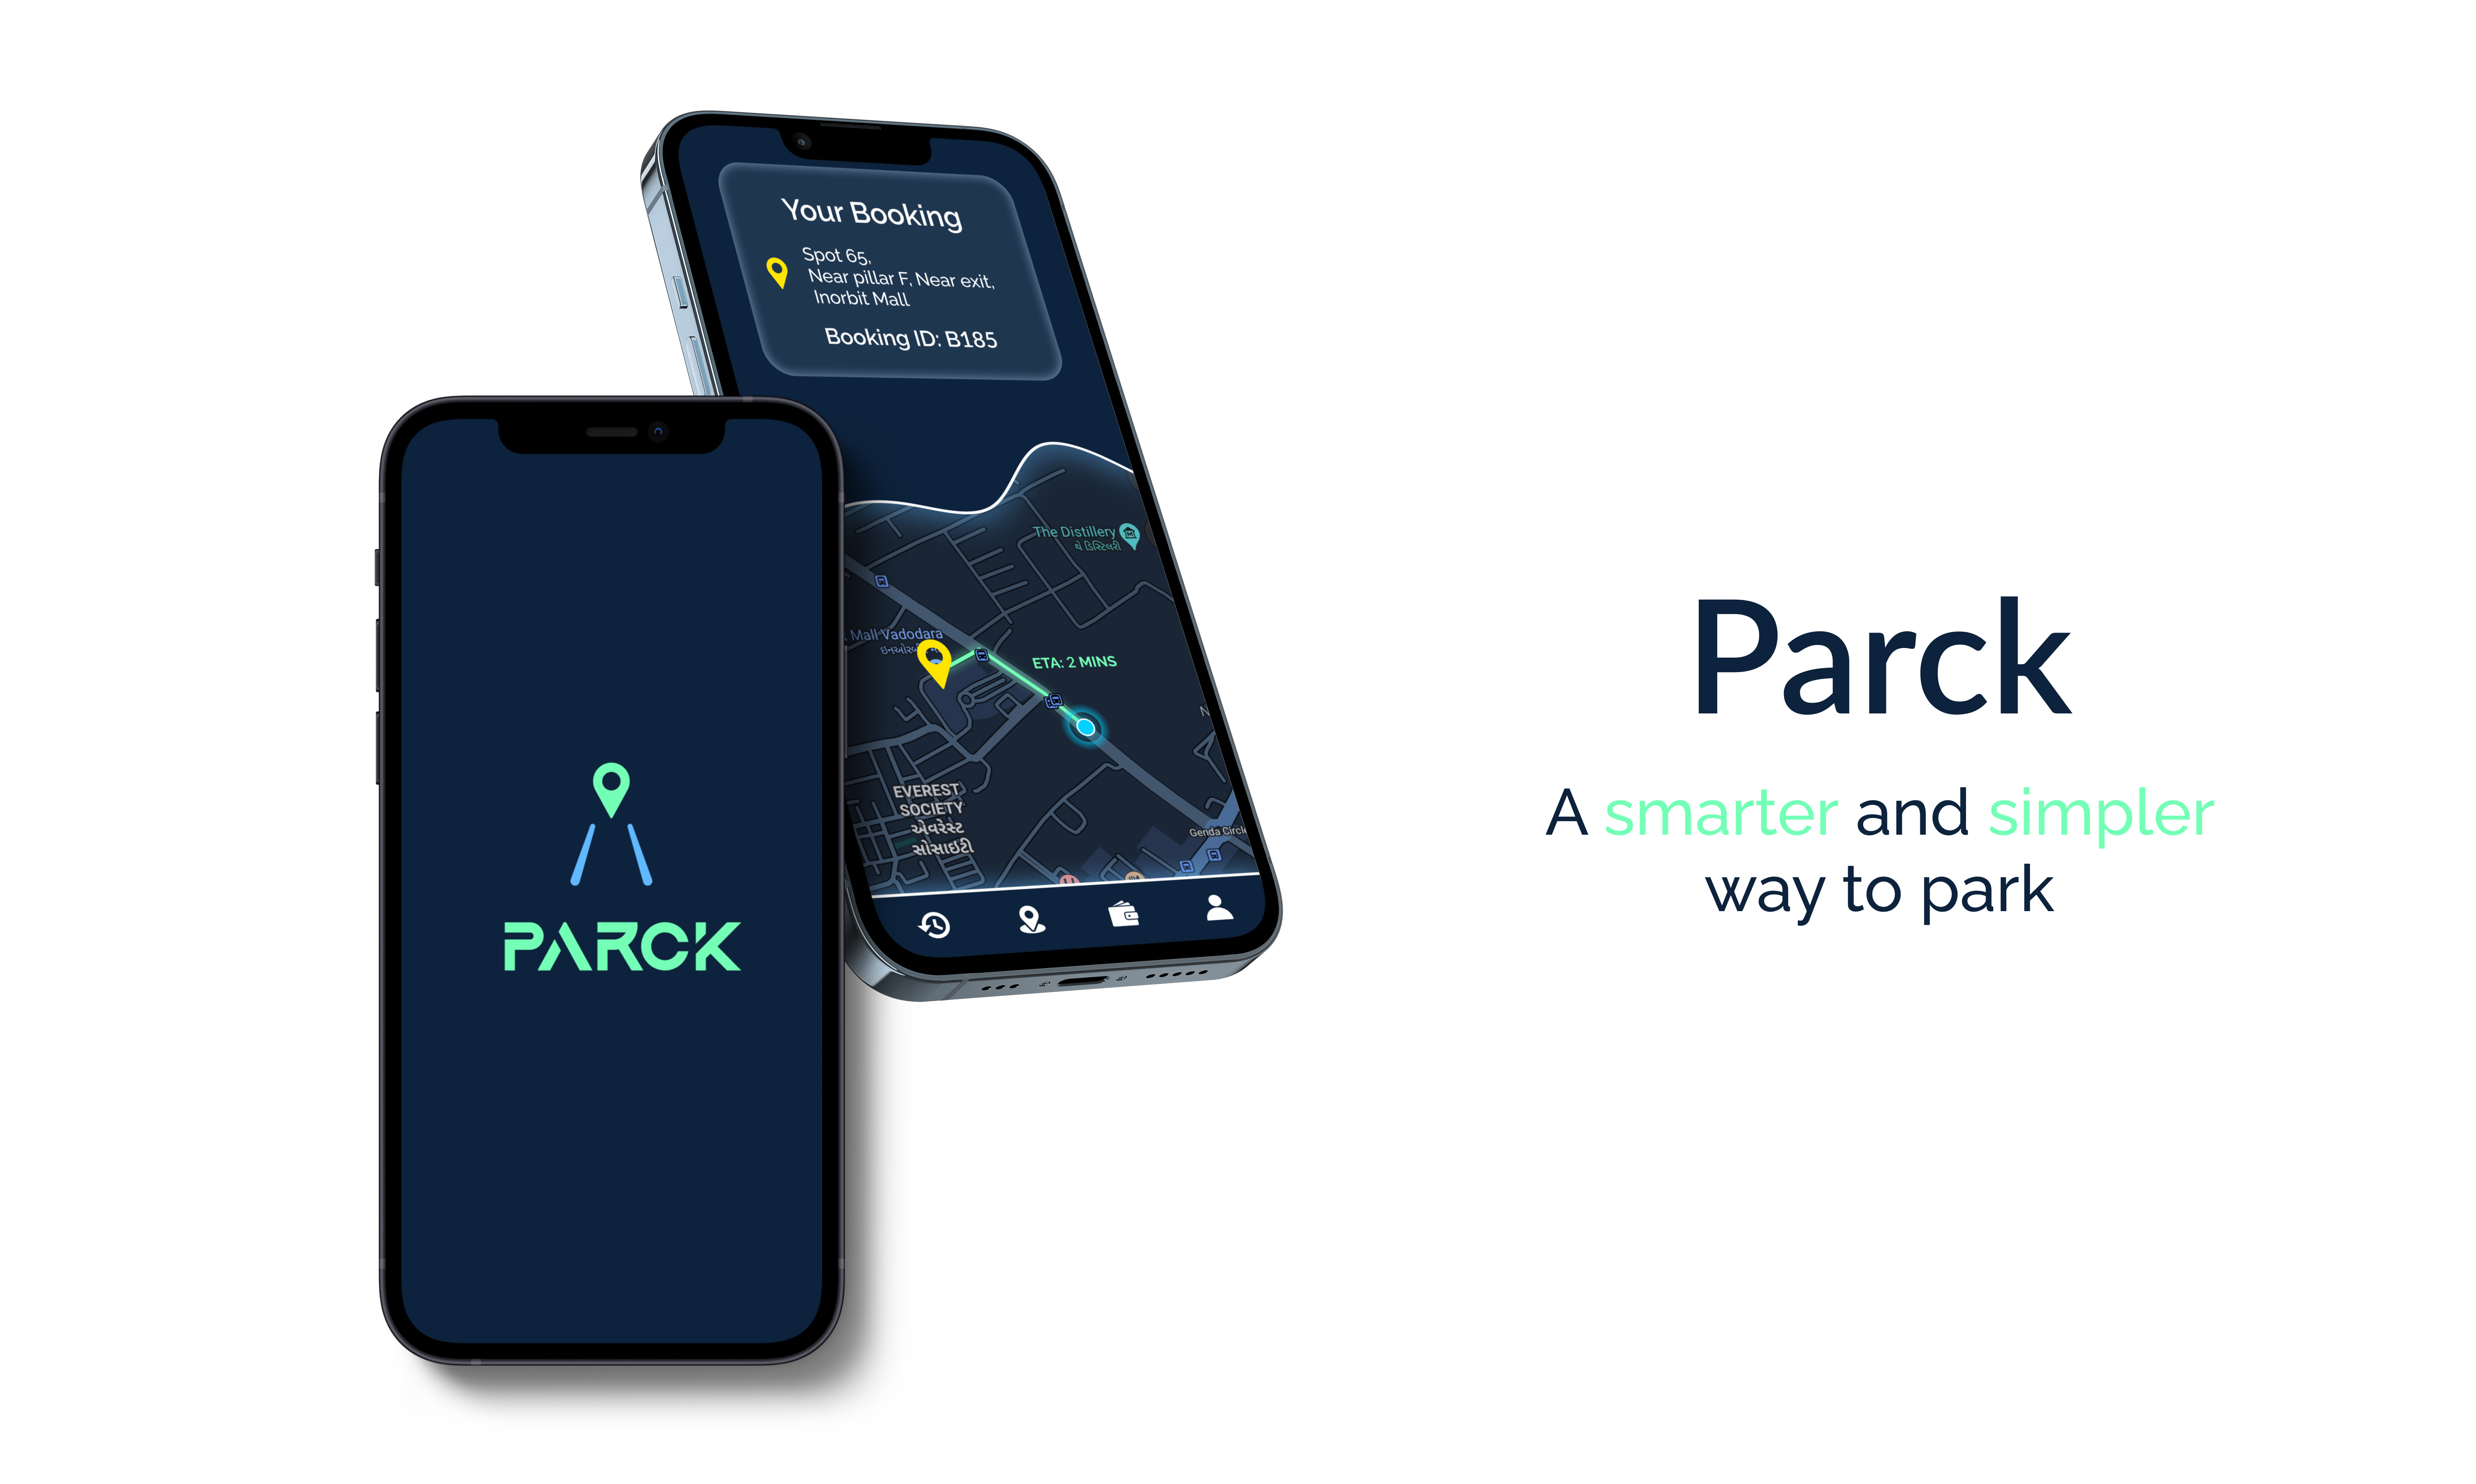 Your Booking
Spot 65,
Near pillar F, Near exit,
Inorbit Mall
Booking ID: B185
The Distillery
ધી ડિસ્ટિલરી
Mall Vadodara
ઇનઓરબી
ETA: 2 MINS
EVEREST
SOCIETY
એવરેસ્ટ
સોસાઇટી
Genda Circle
PARCK
Parck
A smarter and simpler
way to park